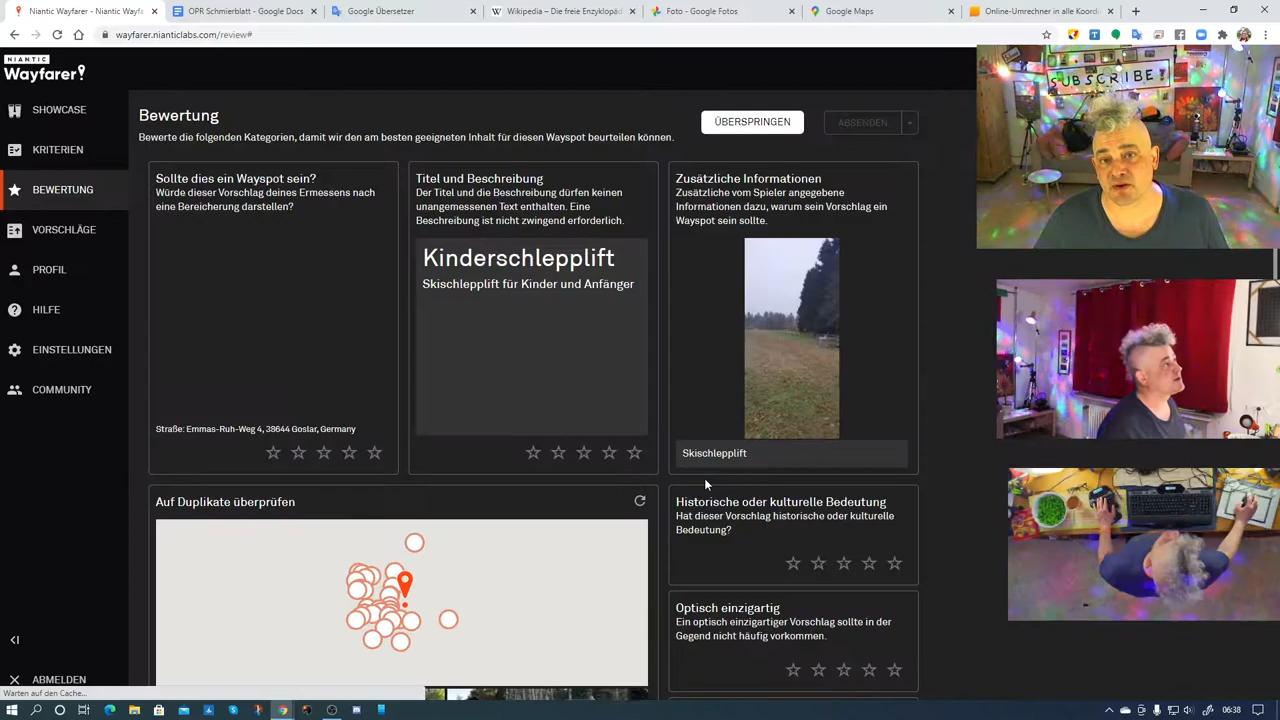 Niantic Wayfarer - Niantic Wayfa
OPR Schmierblatt - Google Docs
Google Übersetzer
Wikipedia – Die freie Enzyklopäd
Foto - Google Fotos
Google Maps
Online-Umrechner in alle Koordin
wayfarer.nianticlabs.com/review#
SUBSCRIBE!
NIANTIC
Wayfarer
SHOWCASE
KRITERIEN
BEWERTUNG
VORSCHLÄGE
PROFIL
HILFE
EINSTELLUNGEN
COMMUNITY
ABMELDEN
Bewertung
Bewerte die folgenden Kategorien, damit wir den am besten geeigneten Inhalt für diesen Wayspot beurteilen können.
ÜBERSPRINGEN
ABSENDEN
Sollte dies ein Wayspot sein?
Würde dieser Vorschlag deines Ermessens nach
eine Bereicherung darstellen?
Straße: Emmas-Ruh-Weg 4, 38644 Goslar, Germany
Titel und Beschreibung
Der Titel und die Beschreibung dürfen keinen
unangemessenen Text enthalten. Eine
Beschreibung ist nicht zwingend erforderlich.
Kinderschlepplift
Skischlepplift für Kinder und Anfänger
Zusätzliche Informationen
Zusätzliche vom Spieler angegebene
Informationen dazu, warum sein Vorschlag ein
Wayspot sein sollte.
Skischlepplift
Auf Duplikate überprüfen
Historische oder kulturelle Bedeutung
Hat dieser Vorschlag historische oder kulturelle
Bedeutung?
Optisch einzigartig
Ein optisch einzigartiger Vorschlag sollte in der
Gegend nicht häufig vorkommen.
Warten auf den Cache...
06:38